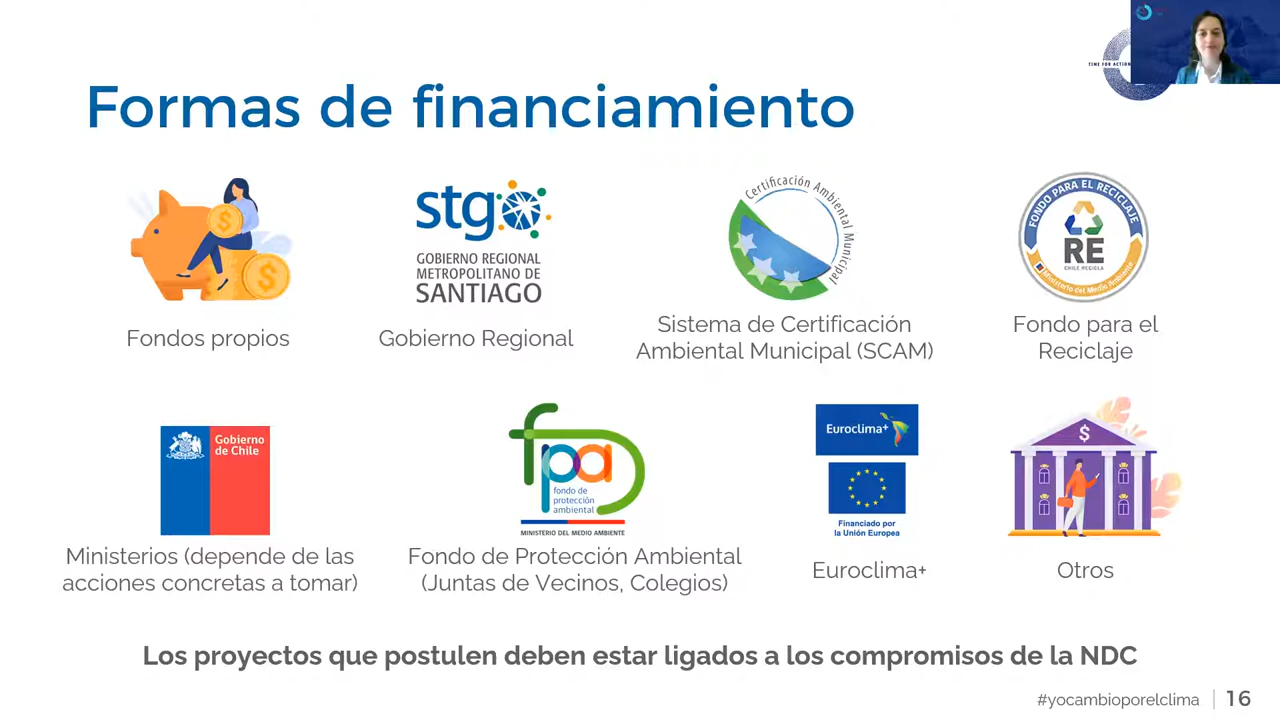 TIME FOR ACTION
Formas de financiamiento
stgo
GOBIERNO REGIONAL
METROPOLITANO DE
SANTIAGO
Certificación Ambiental Municipal
FONDO PARA EL RECICLAJE
RE
CHILE RECICLA
Ministerio del Medio Ambiente
Fondos propios
Gobierno Regional
Sistema de Certificación
Ambiental Municipal (SCAM)
Fondo para el
Reciclaje
Gobierno
de Chile
fpa
fondo de
protección
ambiental
MINISTERIO DEL MEDIO AMBIENTE
Euroclima+
Financiado por
la Unión Europea
$
Ministerios (depende de las
acciones concretas a tomar)
Fondo de Protección Ambiental
(Juntas de Vecinos, Colegios)
Euroclima+
Otros
Los proyectos que postulen deben estar ligados a los compromisos de la NDC
#yocambioporelclima
16